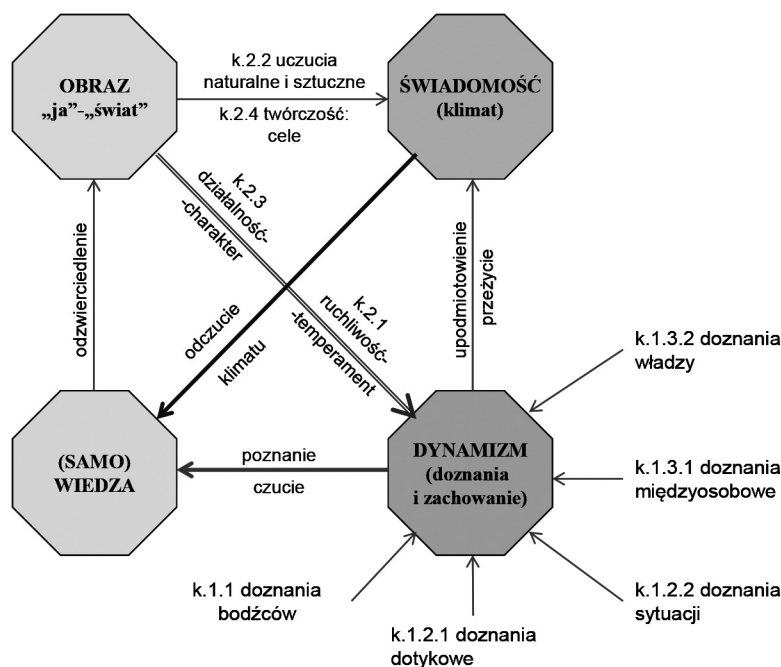 OBRAZ
„ja”-„świat”
k.2.2 uczucia
naturalne i sztuczne
k.2.4 twórczość:
cele
ŚWIADOMOŚĆ
(klimat)
k.2.3
działalność-
-charakter
odzwierciedlenie
odczucie
klimatu
k.2.1
ruchliwość-
-temperament
upodmiotowienie
przeżycie
k.1.3.2 doznania
władzy
(SAMO)
WIEDZA
poznanie
czucie
DYNAMIZM
(doznania
i zachowanie)
k.1.3.1 doznania
międzyosobowe
k.1.1 doznania
bodźców
k.1.2.1 doznania
dotykowe
k.1.2.2 doznania
sytuacji